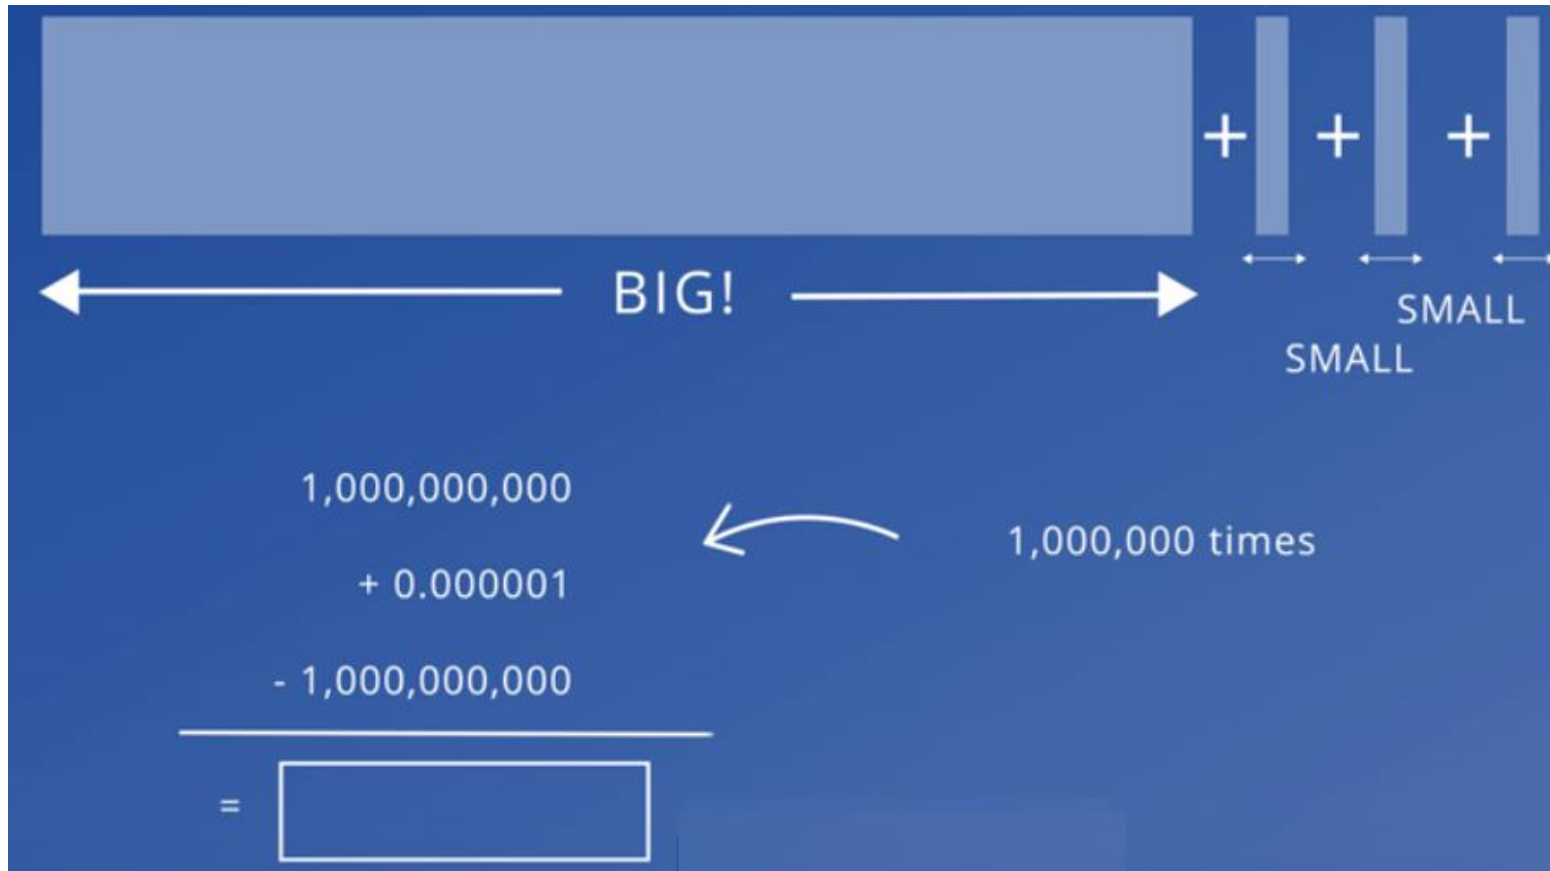 + + +
BIG!
SMALL
SMALL
1,000,000,000
1,000,000 times
+ 0.000001
- 1,000,000,000
=